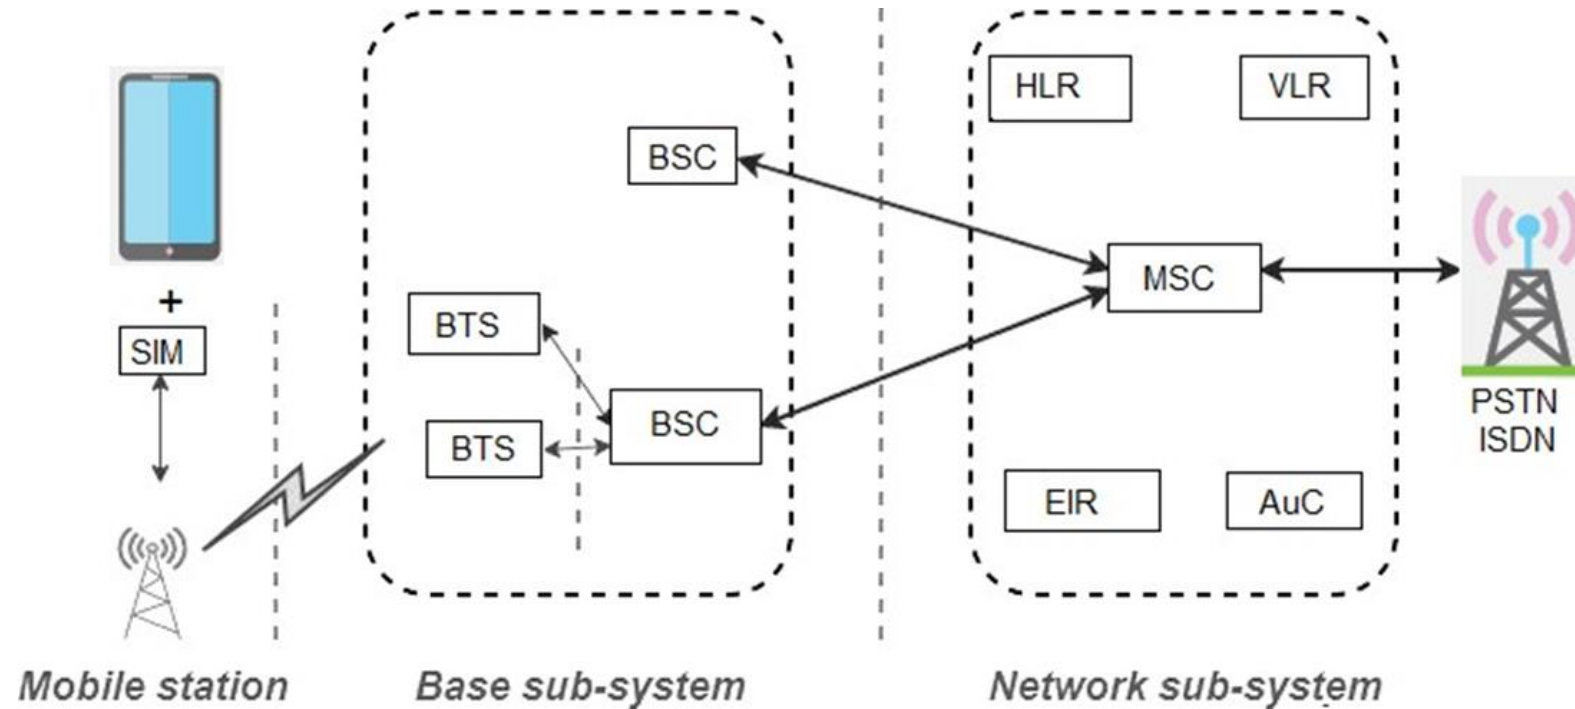 HLR
VLR
BSC
MSC
+
SIM
BTS
BSC
BTS
PSTN
ISDN
EIR
AuC
Mobile station
Base sub-system
Network sub-system